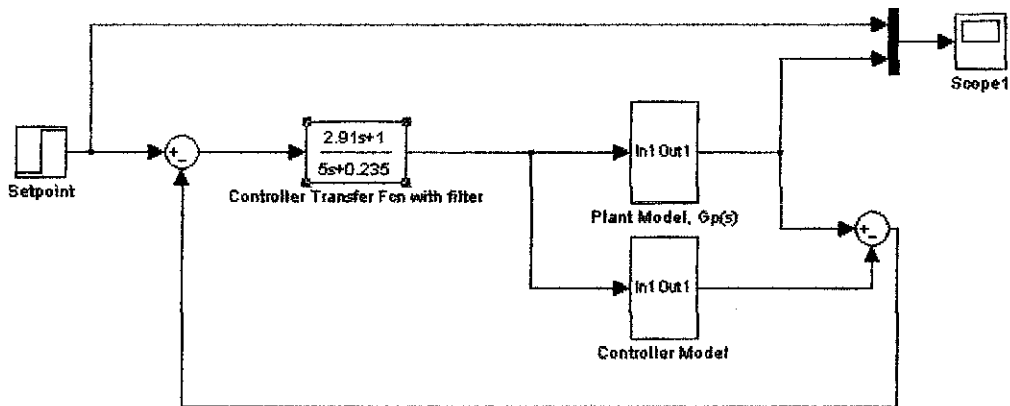 Scope1
Setpoint
2.91s+1
5s+0.235
Controller Transfer Fcn with filter
In1 Out1
Plant Model, Gp(s)
In1 Out1
Controller Model